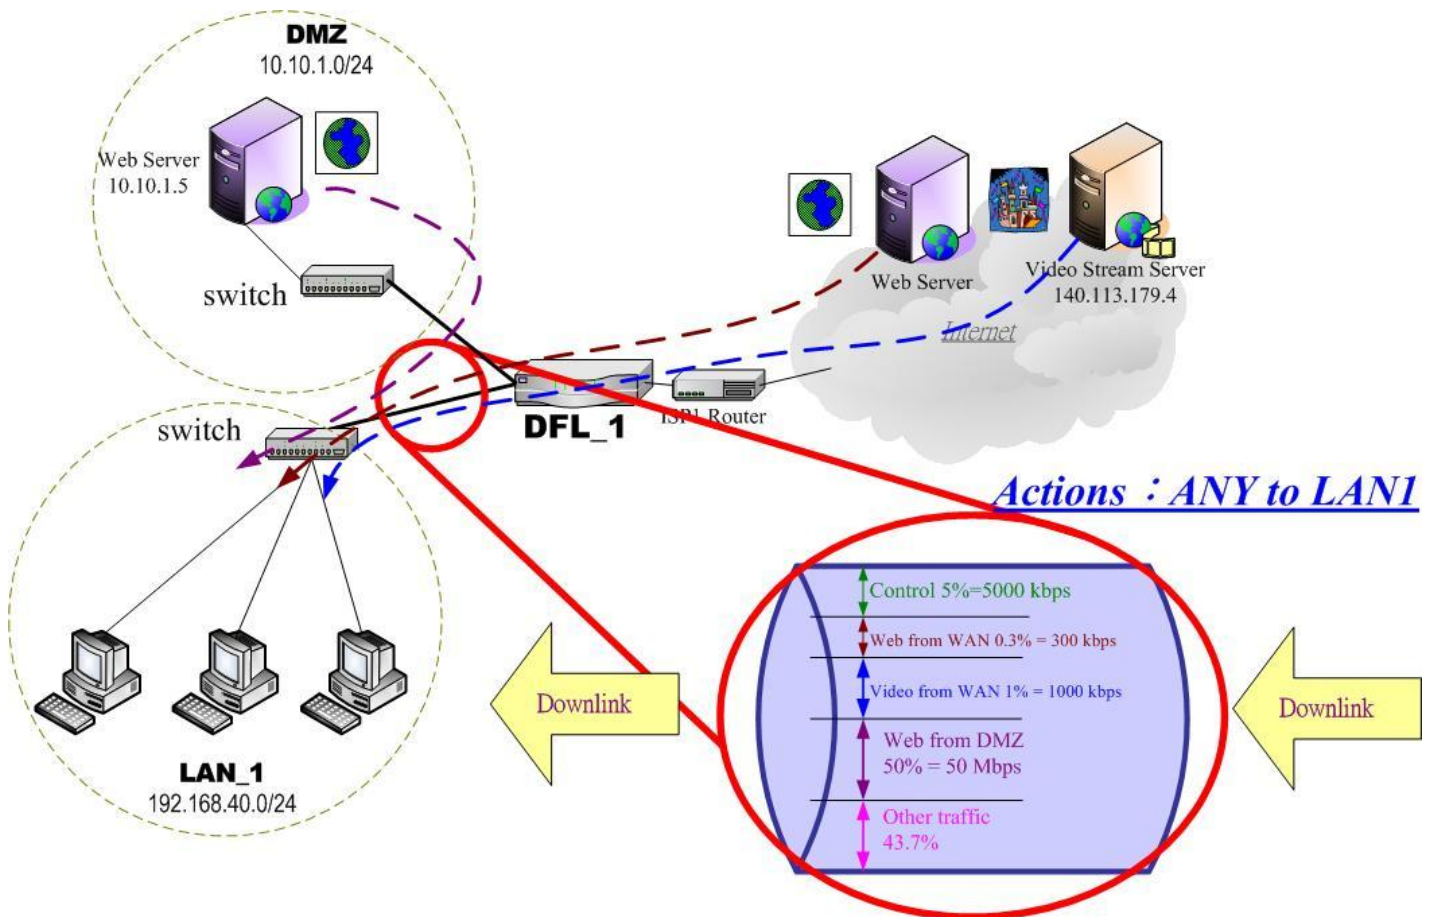 DMZ
10.10.1.0/24
Web Server
10.10.1.5
switch
Web Server
Video Stream Server
140.113.179.4
Internet
switch
DFL_1
ISP1 Router
Actions：ANY to LAN1
Control 5%=5000 kbps
Web from WAN 0.3% = 300 kbps
Video from WAN 1% = 1000 kbps
Web from DMZ
50% = 50 Mbps
Other traffic
43.7%
Downlink
Downlink
LAN_1
192.168.40.0/24